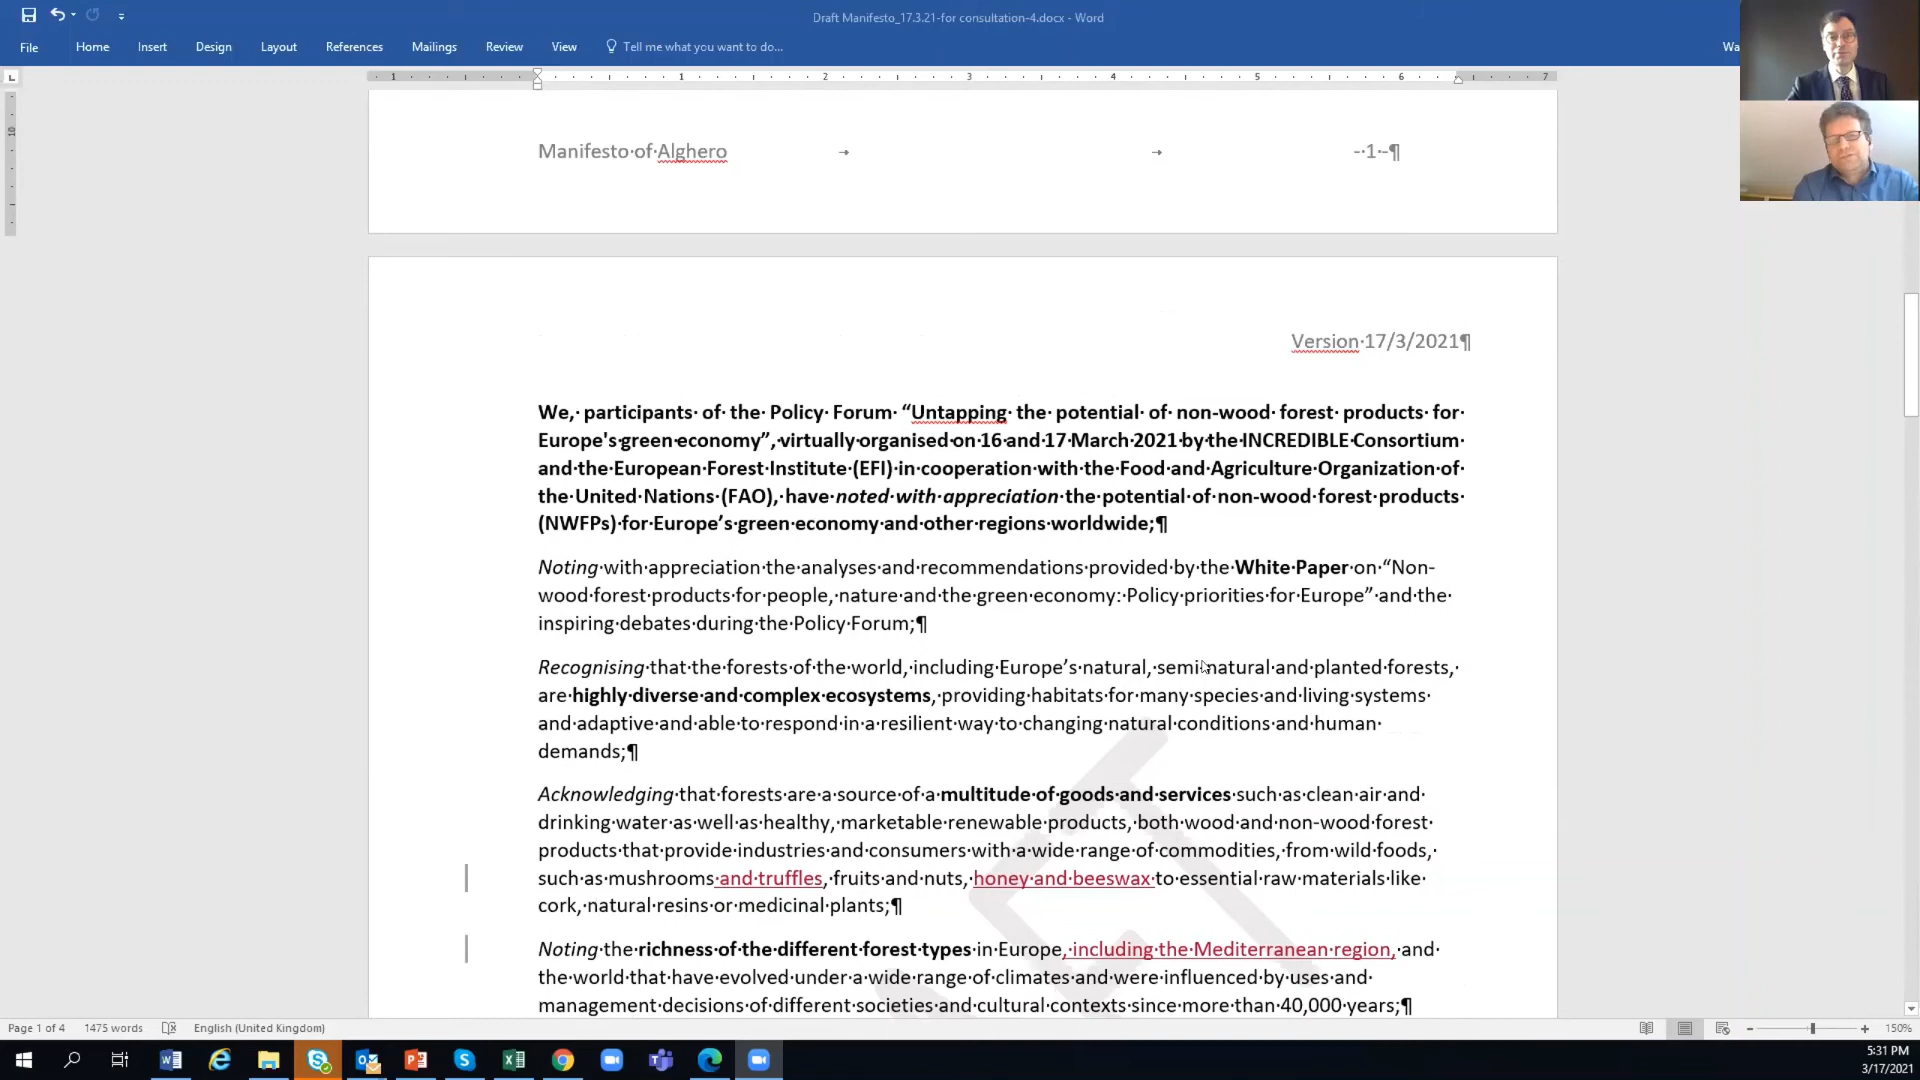 Draft Manifesto_17.3.21-for consultation-4.docx - Word
File Home Insert Design Layout References Mailings Review View Tell me what you want to do...
1 1 2 3 4 5 6 7
10
Manifesto of Alghero - 1 -¶
Version 17/3/2021¶
We, participants of the Policy Forum “Untapping the potential of non-wood forest products for
Europe's green economy”, virtually organised on 16 and 17 March 2021 by the INCREDIBLE Consortium
and the European Forest Institute (EFI) in cooperation with the Food and Agriculture Organization of
the United Nations (FAO), have noted with appreciation the potential of non-wood forest products
(NWFPs) for Europe’s green economy and other regions worldwide;¶
Noting with appreciation the analyses and recommendations provided by the White Paper on “Non-
wood forest products for people, nature and the green economy: Policy priorities for Europe” and the
inspiring debates during the Policy Forum;¶
Recognising that the forests of the world, including Europe’s natural, seminatural and planted forests,
are highly diverse and complex ecosystems, providing habitats for many species and living systems
and adaptive and able to respond in a resilient way to changing natural conditions and human
demands;¶
Acknowledging that forests are a source of a multitude of goods and services such as clean air and
drinking water as well as healthy, marketable renewable products, both wood and non-wood forest
products that provide industries and consumers with a wide range of commodities, from wild foods,
such as mushrooms and truffles, fruits and nuts, honey and beeswax to essential raw materials like
cork, natural resins or medicinal plants;¶
Noting the richness of the different forest types in Europe, including the Mediterranean region, and
the world that have evolved under a wide range of climates and were influenced by uses and
management decisions of different societies and cultural contexts since more than 40,000 years;¶
Page 1 of 4 1475 words English (United Kingdom) 150%
5:31 PM
3/17/2021